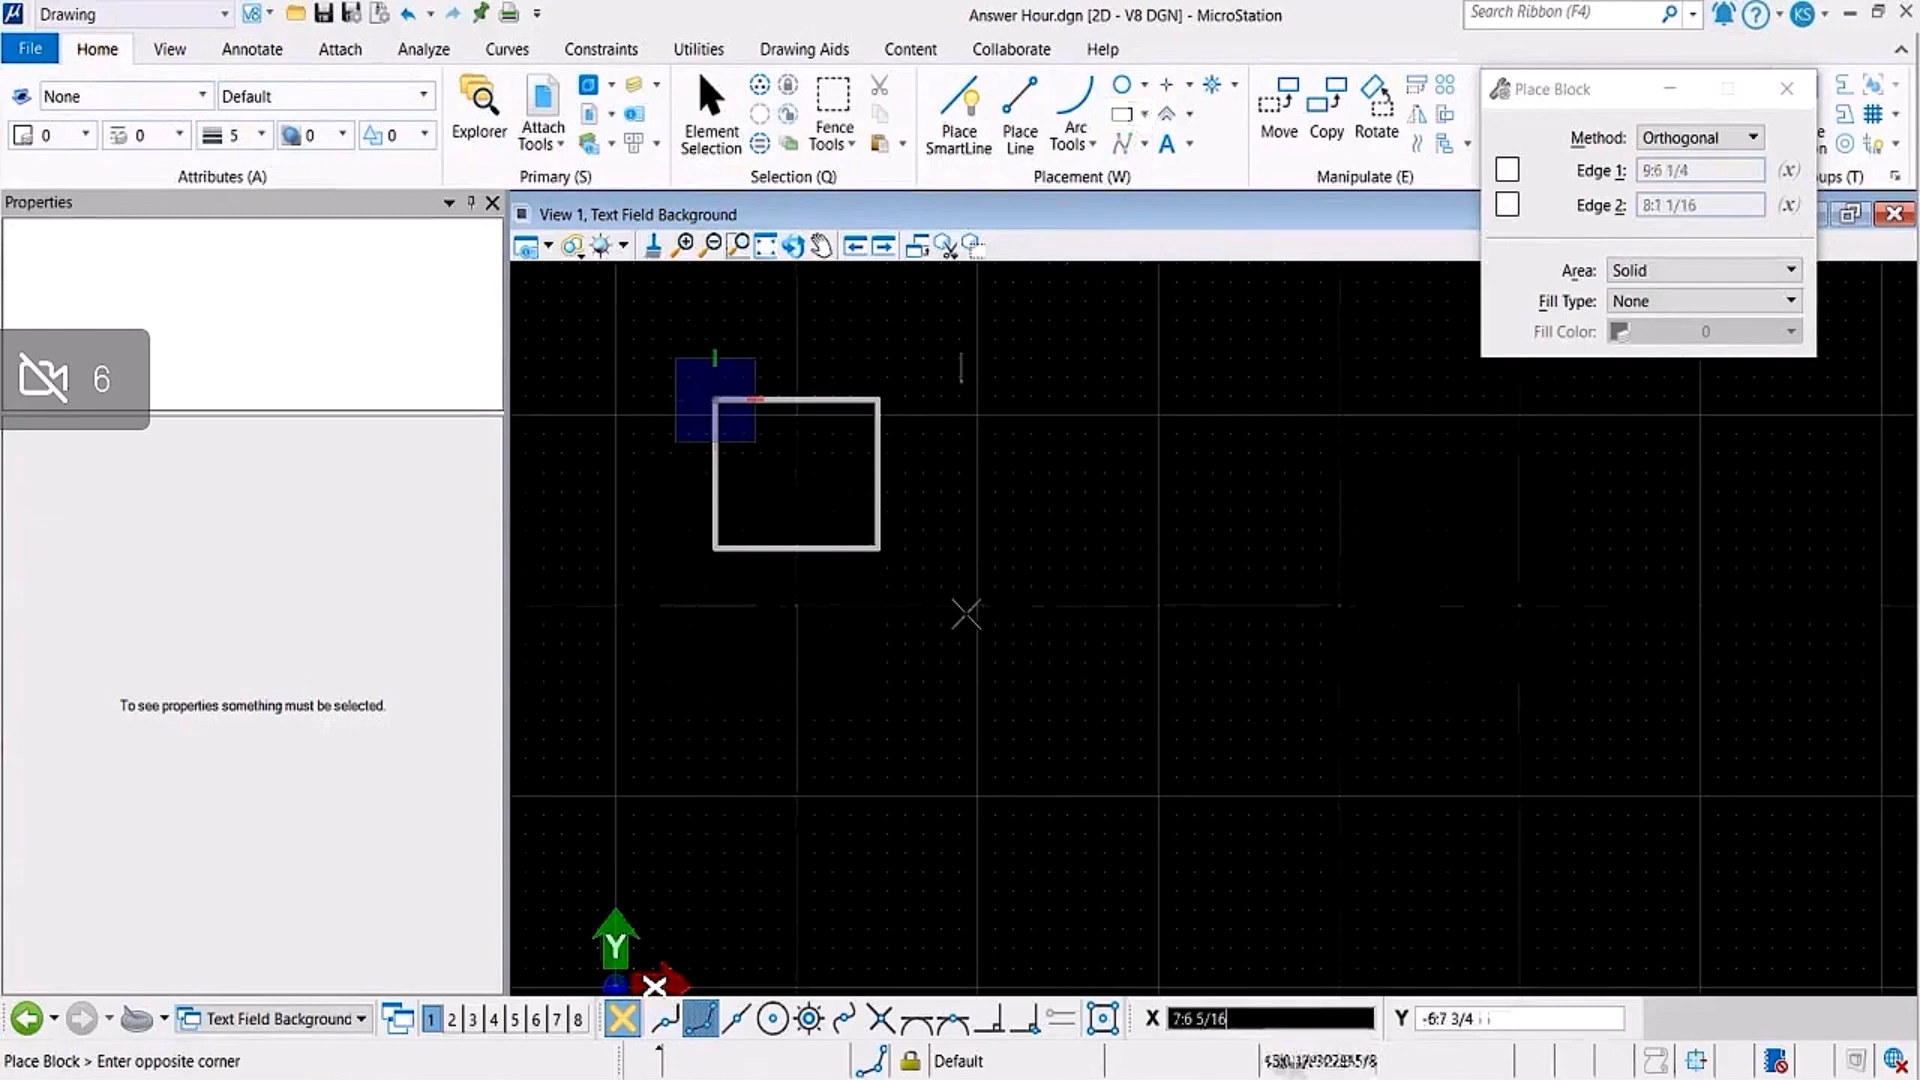 Drawing
Answer Hour.dgn [2D - V8 DGN] - MicroStation
Search Ribbon (F4)
KS
File Home View Annotate Attach Analyze Curves Constraints Utilities Drawing Aids Content Collaborate Help
None Default
0 0 5 0 0
Attributes (A)
Explorer
Attach Tools
Primary (S)
Element Selection
Fence Tools
Selection (Q)
Place SmartLine
Place Line
Arc Tools
Placement (W)
Move
Copy
Rotate
Manipulate (E)
ups (T)
Place Block
Method: Orthogonal
Edge 1: 9:6 1/4 (x)
Edge 2: 8:1 1/16 (x)
Area: Solid
Fill Type: None
Fill Color: 0
Properties
View 1, Text Field Background
6
To see properties something must be selected.
Y
X
Text Field Background
1 2 3 4 5 6 7 8
X 7:6 5/16
Y -6:7 3/4
Place Block > Enter opposite corner
Default